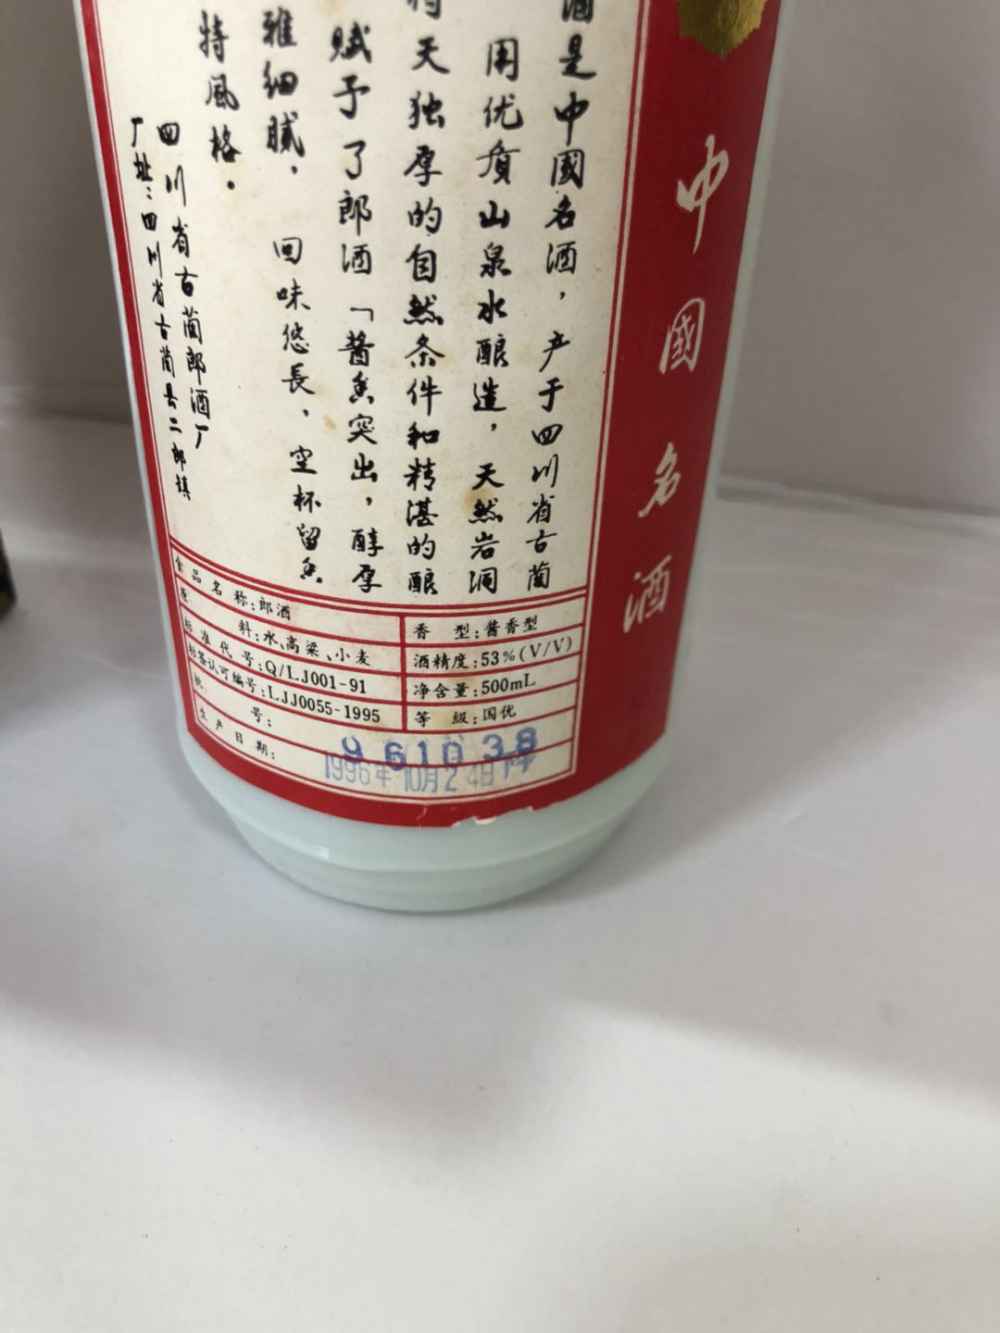 中國名酒
酒是中國名酒，产于四川省古蔺
用优质山泉水酿造，天然岩洞
天独厚的自然条件和精湛的酿
赋予了郎酒「酱香突出，醇厚
雅细腻，回味悠長，空杯留香
特風格。
四川省古蔺郎酒厂
厂址：四川省古蔺县二郎镇
食品名称:郎酒
原料:水、高粱、小麦
标准代号:Q/LJ001-91
标签认可编号:LJJ0055-1995
香型:酱香型
酒精度:53%(V/V)
净含量:500mL
等级:国优
批号:
961038
生产日期:
1996年10月24日